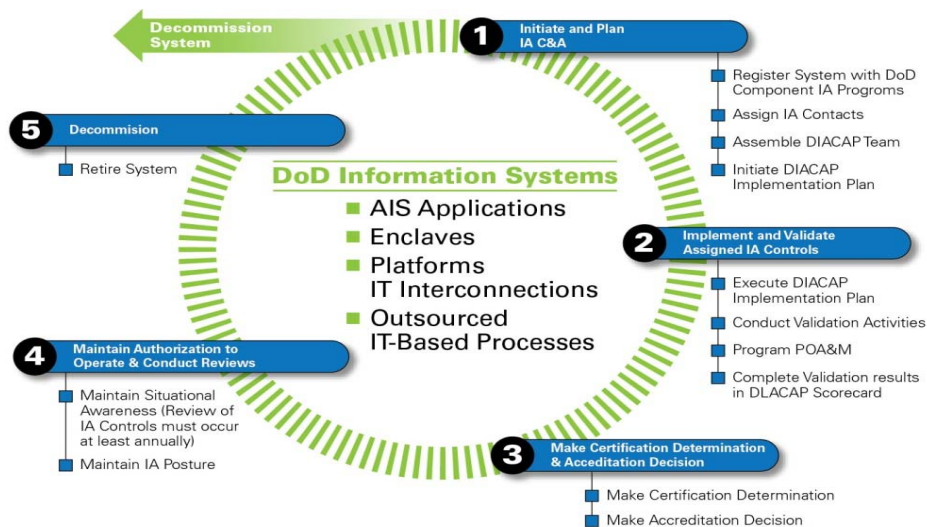 Decommission
System
1
Initiate and Plan
IA C&A
Register System with DoD
Component IA Programs
Assign IA Contacts
Assemble DIACAP Team
Initiate DIACAP
Implementation Plan
2
Implement and Validate
Assigned IA Controls
Execute DIACAP
Implementation Plan
Conduct Validation Activities
Program POA&M
Complete Validation results
in DLACAP Scorecard
3
Make Certification Determination
& Acceditation Decision
Make Certification Determination
Make Accreditation Decision
4
Maintain Authorization to
Operate & Conduct Reviews
Maintain Situational
Awareness (Review of
IA Controls must occur
at least annually)
Maintain IA Posture
5
Decommision
Retire System
DoD Information Systems
AIS Applications
Enclaves
Platforms
IT Interconnections
Outsourced
IT-Based Processes